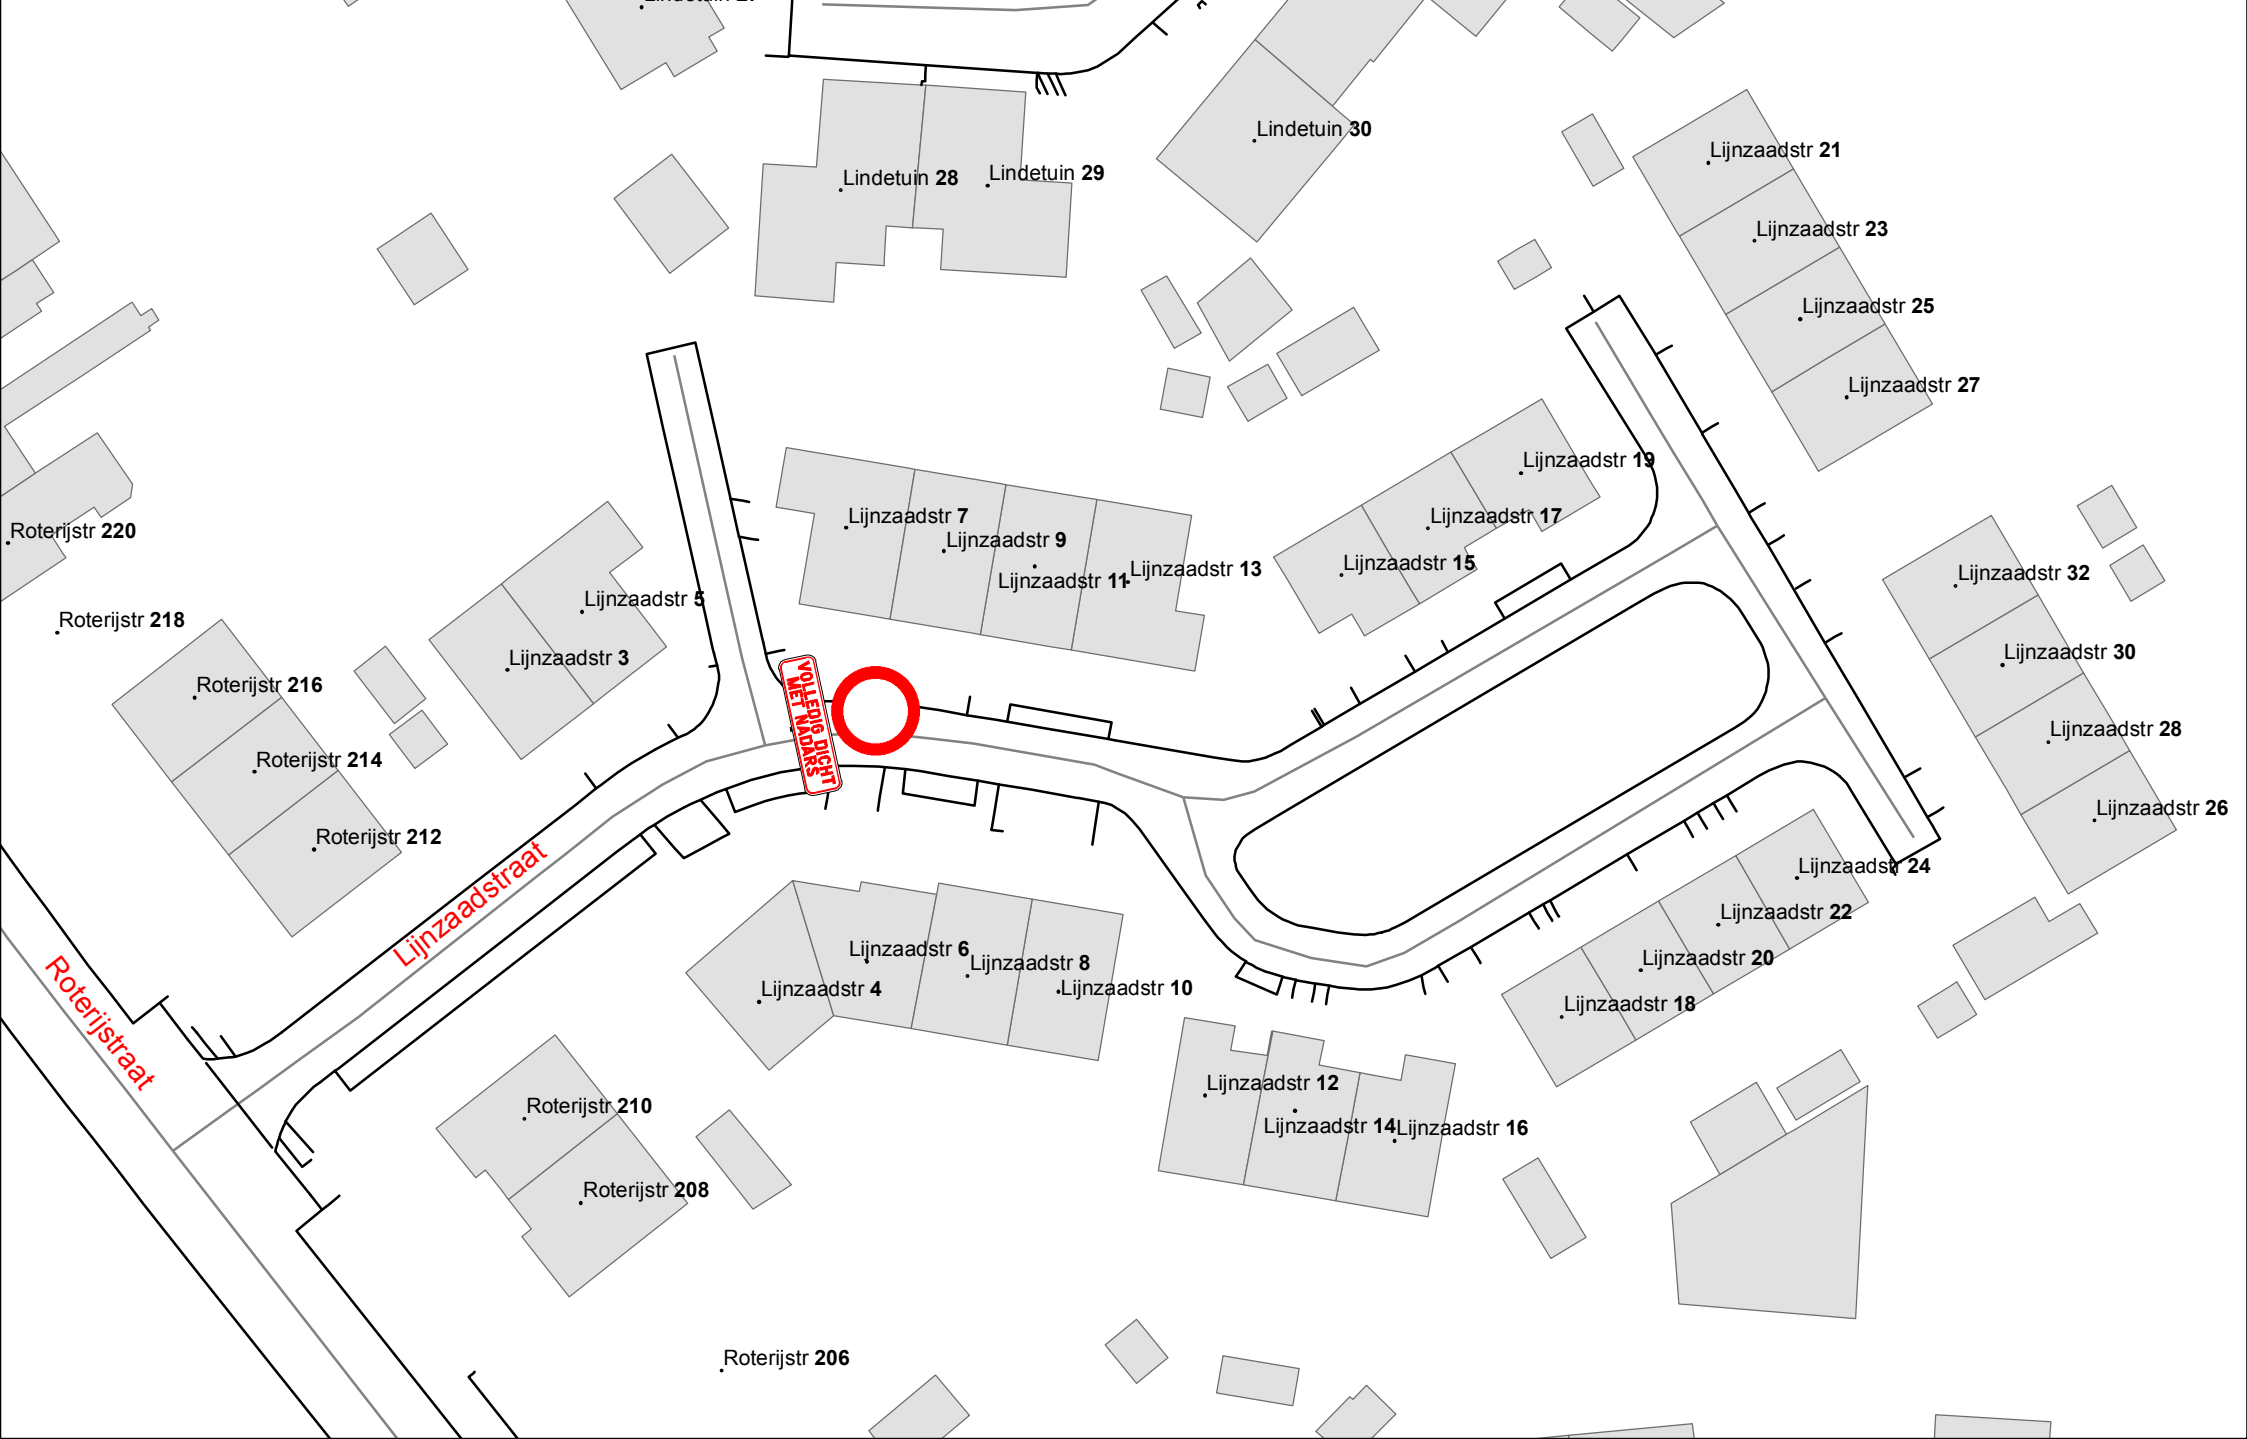 Lindetuin 30
Lijnzaadstr 21
Lindetuin 28
Lindetuin 29
Lijnzaadstr 23
Lijnzaadstr 25
Lijnzaadstr 27
Lijnzaadstr 19
Lijnzaadstr 7
Lijnzaadstr 17
Roterijstr 220
Lijnzaadstr 9
Lijnzaadstr 15
Lijnzaadstr 13
Lijnzaadstr 11
Lijnzaadstr 32
Lijnzaadstr 5
Roterijstr 218
Lijnzaadstr 3
Lijnzaadstr 30
Roterijstr 216
VOLLEDIG DICHT
MET NADARS
Lijnzaadstr 28
Roterijstr 214
Lijnzaadstr 26
Roterijstr 212
Lijnzaadstraat
Lijnzaadstr 24
Lijnzaadstr 22
Lijnzaadstr 6
Lijnzaadstr 8
Lijnzaadstr 20
Lijnzaadstr 4
Lijnzaadstr 10
Lijnzaadstr 18
Roterijstraat
Lijnzaadstr 12
Roterijstr 210
Lijnzaadstr 14
Lijnzaadstr 16
Roterijstr 208
Roterijstr 206